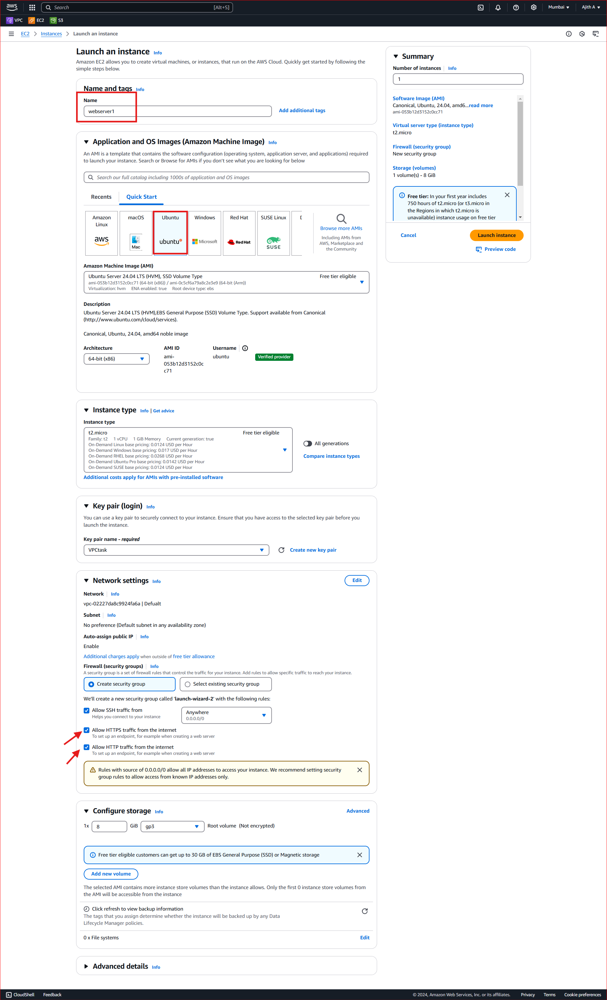 aws
Search [Alt+S]
Mumbai
Ajith A
VPC EC2 S3
EC2 Instances Launch an instance
Launch an instance Info
Amazon EC2 allows you to create virtual machines, or instances, that run on the AWS Cloud. Quickly get started by following the
simple steps below.
Name and tags Info
Name
webserver1
Add additional tags
Application and OS Images (Amazon Machine Image) Info
An AMI is a template that contains the software configuration (operating system, application server, and applications) required
to launch your instance. Search or Browse for AMIs if you don’t see what you are looking for below
Search our full catalog including 1000s of application and OS images
Recents
Quick Start
Amazon
Linux
aws
macOS
Mac
Ubuntu
ubuntu
Windows
Microsoft
Red Hat
Red Hat
SUSE Linux
SUSE
Browse more AMIs
Including AMIs from
AWS, Marketplace and
the Community
Amazon Machine Image (AMI)
Ubuntu Server 24.04 LTS (HVM), SSD Volume Type
Free tier eligible
ami-053b12d3152c0cc71 (64-bit (x86)) / ami-0c5cf6a79a8c2e3e9 (64-bit (Arm))
Virtualization: hvm ENA enabled: true Root device type: ebs
Description
Ubuntu Server 24.04 LTS (HVM),EBS General Purpose (SSD) Volume Type. Support available from Canonical
(http://www.ubuntu.com/cloud/services).
Canonical, Ubuntu, 24.04, amd64 noble image
Architecture
64-bit (x86)
AMI ID
ami-
053b12d3152c0c
c71
Username
ubuntu
Verified provider
Instance type Info | Get advice
Instance type
t2.micro
Free tier eligible
Family: t2 1 vCPU 1 GiB Memory Current generation: true
On-Demand Linux base pricing: 0.0124 USD per Hour
On-Demand Windows base pricing: 0.017 USD per Hour
On-Demand RHEL base pricing: 0.0268 USD per Hour
On-Demand Ubuntu Pro base pricing: 0.0142 USD per Hour
On-Demand SUSE base pricing: 0.0124 USD per Hour
All generations
Compare instance types
Additional costs apply for AMIs with pre-installed software
Key pair (login) Info
You can use a key pair to securely connect to your instance. Ensure that you have access to the selected key pair before you
launch the instance.
Key pair name - required
VPCtask
Create new key pair
Network settings Info
Edit
Network Info
vpc-02227da8c9924fa6a | Defualt
Subnet Info
No preference (Default subnet in any availability zone)
Auto-assign public IP Info
Enable
Additional charges apply when outside of free tier allowance
Firewall (security groups) Info
A security group is a set of firewall rules that control the traffic for your instance. Add rules to allow specific traffic to reach your instance.
Create security group
Select existing security group
We'll create a new security group called 'launch-wizard-2' with the following rules:
Allow SSH traffic from
Helps you connect to your instance
Anywhere
0.0.0.0/0
Allow HTTPS traffic from the internet
To set up an endpoint, for example when creating a web server
Allow HTTP traffic from the internet
To set up an endpoint, for example when creating a web server
Rules with source of 0.0.0.0/0 allow all IP addresses to access your instance. We recommend setting security
group rules to allow access from known IP addresses only.
Configure storage Info
Advanced
1x 8 GiB gp3 Root volume (Not encrypted)
Free tier eligible customers can get up to 30 GB of EBS General Purpose (SSD) or Magnetic storage
Add new volume
The selected AMI contains more instance store volumes than the instance allows. Only the first 0 instance store volumes from
the AMI will be accessible from the instance
Click refresh to view backup information
The tags that you assign determine whether the instance will be backed up by any Data
Lifecycle Manager policies.
0 x File systems
Edit
Advanced details Info
Summary
Number of instances Info
1
Software Image (AMI)
Canonical, Ubuntu, 24.04, amd6...read more
ami-053b12d3152c0cc71
Virtual server type (instance type)
t2.micro
Firewall (security group)
New security group
Storage (volumes)
1 volume(s) - 8 GiB
Free tier: In your first year includes
750 hours of t2.micro (or t3.micro in
the Regions in which t2.micro is
unavailable) instance usage on free tier
Cancel
Launch instance
Preview code
CloudShell Feedback
© 2024, Amazon Web Services, Inc. or its affiliates. Privacy Terms Cookie preferences